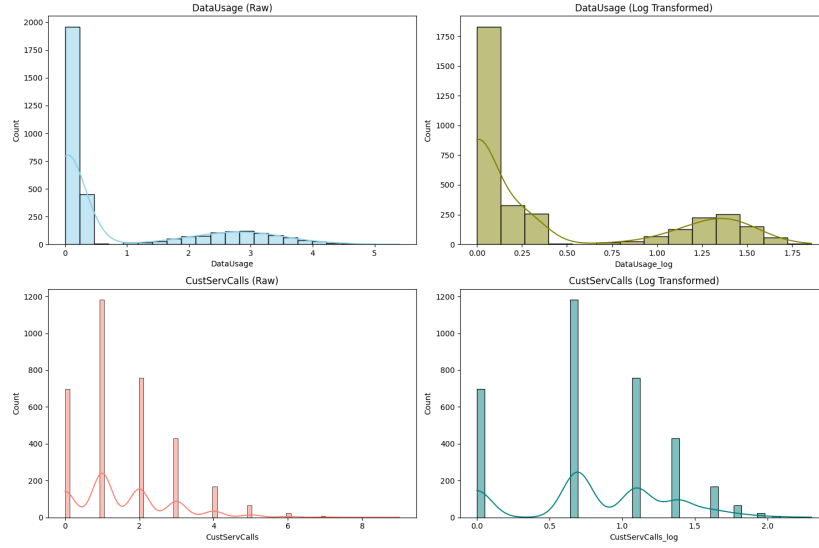 DataUsage (Raw)
2000
1750
1500
1250
1000
750
500
250
0
Count
0 1 2 3 4 5
DataUsage
DataUsage (Log Transformed)
1750
1500
1250
1000
750
500
250
0
Count
0.00 0.25 0.50 0.75 1.00 1.25 1.50 1.75
DataUsage_log
CustServCalls (Raw)
1200
1000
800
600
400
200
0
Count
0 2 4 6 8
CustServCalls
CustServCalls (Log Transformed)
1200
1000
800
600
400
200
0
Count
0.0 0.5 1.0 1.5 2.0
CustServCalls_log